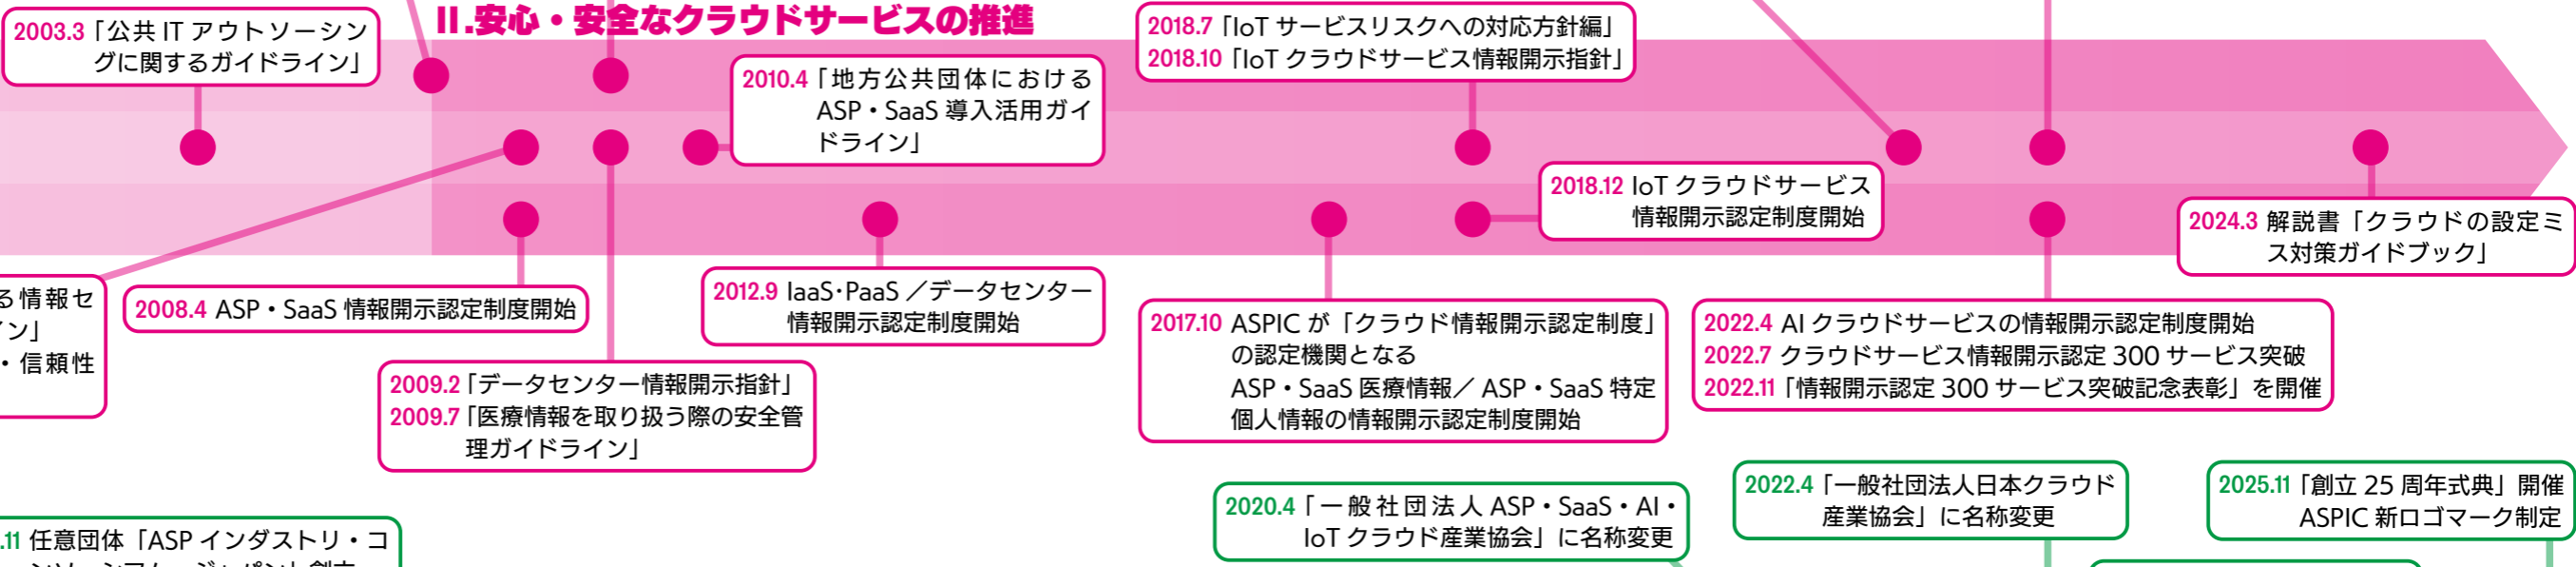 II.安心・安全なクラウドサービスの推進
2003.3「公共 IT アウトソーシン
グに関するガイドライン」
2010.4「地方公共団体における
ASP・SaaS 導入活用ガイ
ドライン」
2018.7「IoT サービスリスクへの対応方針編」
2018.10「IoT クラウドサービス情報開示指針」
2018.12 IoT クラウドサービス
情報開示認定制度開始
2024.3 解説書「クラウドの設定ミ
ス対策ガイドブック」
る情報セ
イン」
・信頼性
2008.4 ASP・SaaS 情報開示認定制度開始
2009.2「データセンター情報開示指針」
2009.7「医療情報を取り扱う際の安全管
理ガイドライン」
2012.9 IaaS･PaaS ／データセンター
情報開示認定制度開始
2017.10 ASPIC が「クラウド情報開示認定制度」
の認定機関となる
ASP・SaaS 医療情報／ ASP・SaaS 特定
個人情報の情報開示認定制度開始
2022.4 AI クラウドサービスの情報開示認定制度開始
2022.7 クラウドサービス情報開示認定 300 サービス突破
2022.11「情報開示認定 300 サービス突破記念表彰」を開催
.11 任意団体「ASP インダストリ・コ
2020.4「一般社団法人 ASP・SaaS・AI・
IoT クラウド産業協会」に名称変更
2022.4「一般社団法人日本クラウド
産業協会」に名称変更
2025.11「創立 25 周年式典」開催
ASPIC 新ロゴマーク制定